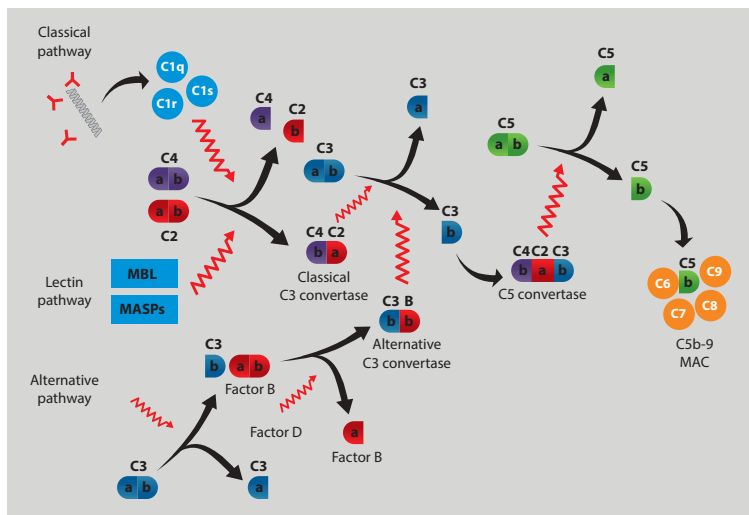 Classical
pathway
C1q
C1s
C1r
C4
a
C2
b
C4
a b
a b
C2
C3
a b
C3
a
C3
b
C4 C2
b a
Classical
C3 convertase
C5
a b
C5
a
C5
b
C4 C2 C3
b a b
C5 convertase
C5
b
C6
C7
C8
C9
C5b-9
MAC
Lectin
pathway
MBL
MASPs
C3 B
b b
Alternative
C3 convertase
C3
b
a b
Factor B
Alternative
pathway
Factor D
a
Factor B
C3
a b
C3
a